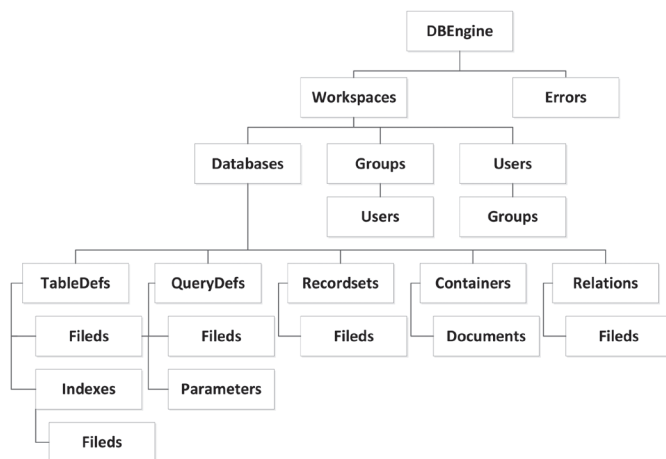 DBEngine
Workspaces
Errors
Databases
Groups
Users
Users
Groups
TableDefs
QueryDefs
Recordsets
Containers
Relations
Fileds
Fileds
Fileds
Documents
Fileds
Indexes
Parameters
Fileds